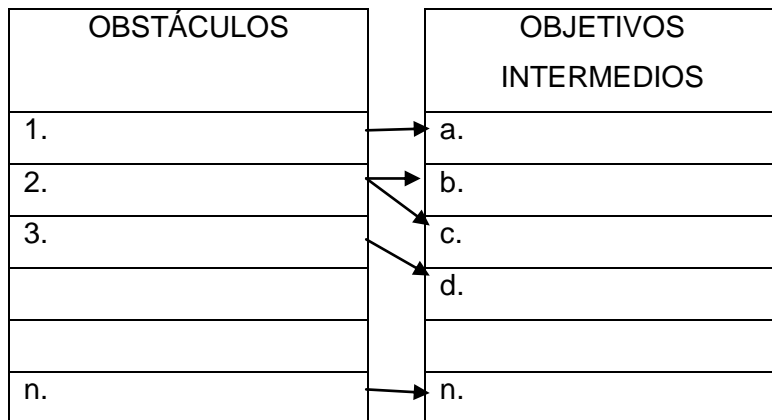 OBSTÁCULOS
1.
2.
3.
n.
OBJETIVOS
INTERMEDIOS
a.
b.
c.
d.
n.